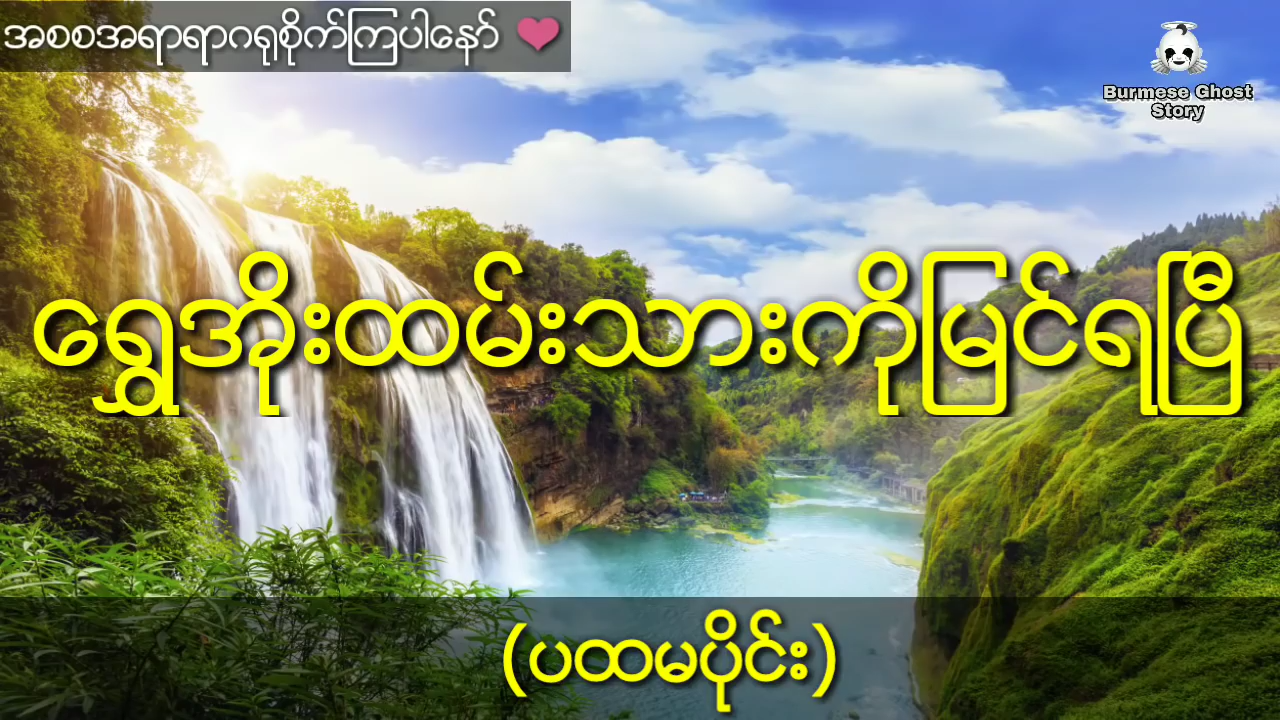 အစစအရာရာဂရုစိုက်ကြပါနော် ❤
Burmese Ghost
Story
ရွှေအိုးထမ်းသားကိုမြင်ရပြီ
(ပထမပိုင်း)